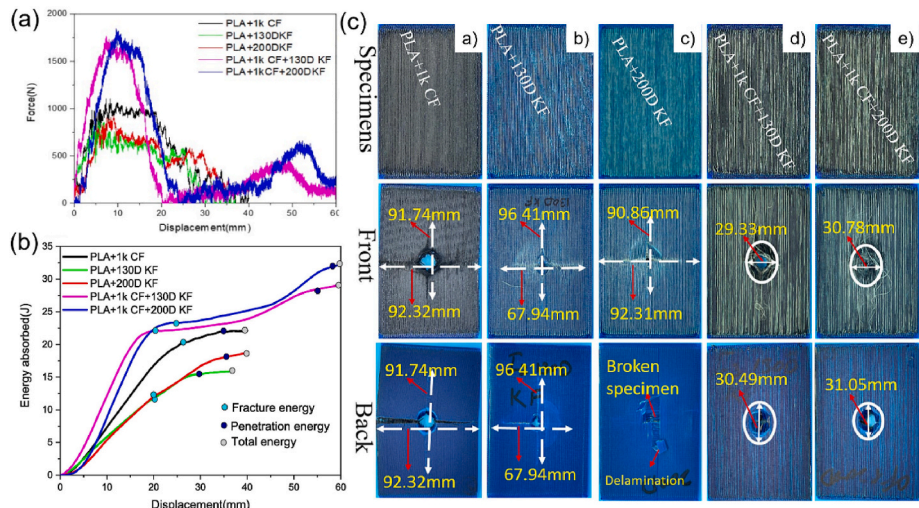 (a)
PLA+1k CF
PLA+130DKF
PLA+200DKF
PLA+1k CF+130D KF
PLA+1kCF+200DKF
Force(N)
2000
1500
1000
500
0
0 10 20 30 40 50 60
Displacement(mm)
(b)
PLA+1k CF
PLA+130D KF
PLA+200D KF
PLA+1k CF+130D KF
PLA+1k CF+200D KF
Energy absorbed(J)
35
30
25
20
15
10
5
0
Fracture energy
Penetration energy
Total energy
0 10 20 30 40 50 60
Displacement(mm)
(c)
a) b) c) d) e)
Specimens
PLA+1k CF
PLA+130D KF
PLA+200D KF
PLA+1k CF+130D KF
PLA+1k CF+200D KF
Front
91.74mm
92.32mm
96 41mm
67.94mm
90.86mm
92.31mm
29.33mm
30.78mm
Back
91.74mm
92.32mm
96 41mm
67.94mm
KF
Broken
specimen
Delamination
30.49mm
31.05mm